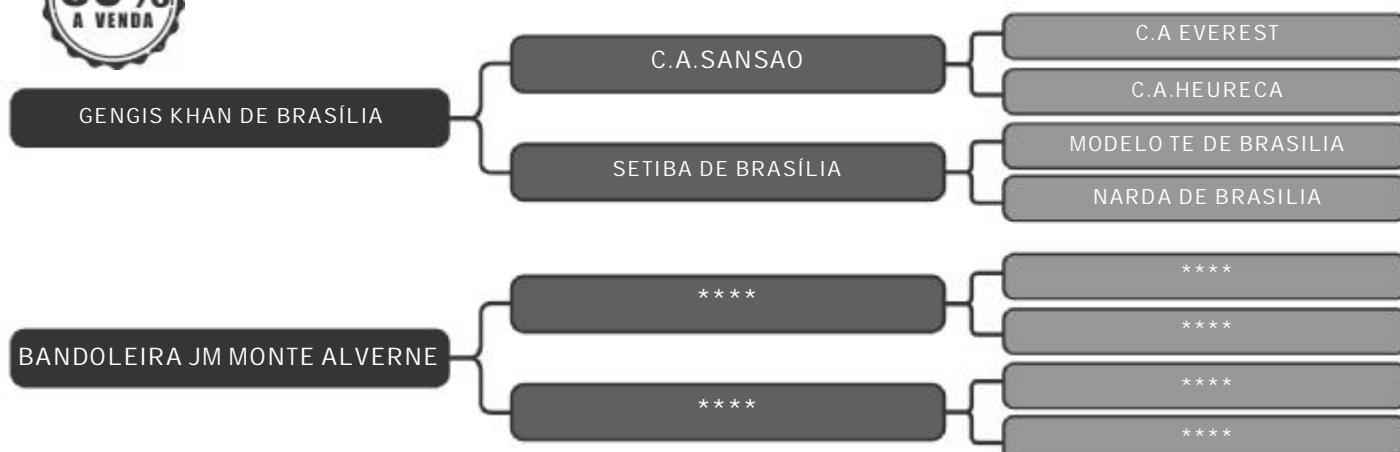 A VENDA
C.A EVEREST
C.A.SANSAO
C.A.HEURECA
GENGIS KHAN DE BRASÍLIA
MODELO TE DE BRASILIA
SETIBA DE BRASÍLIA
NARDA DE BRASILIA
****
****
****
BANDOLEIRA JM MONTE ALVERNE
****
****
****